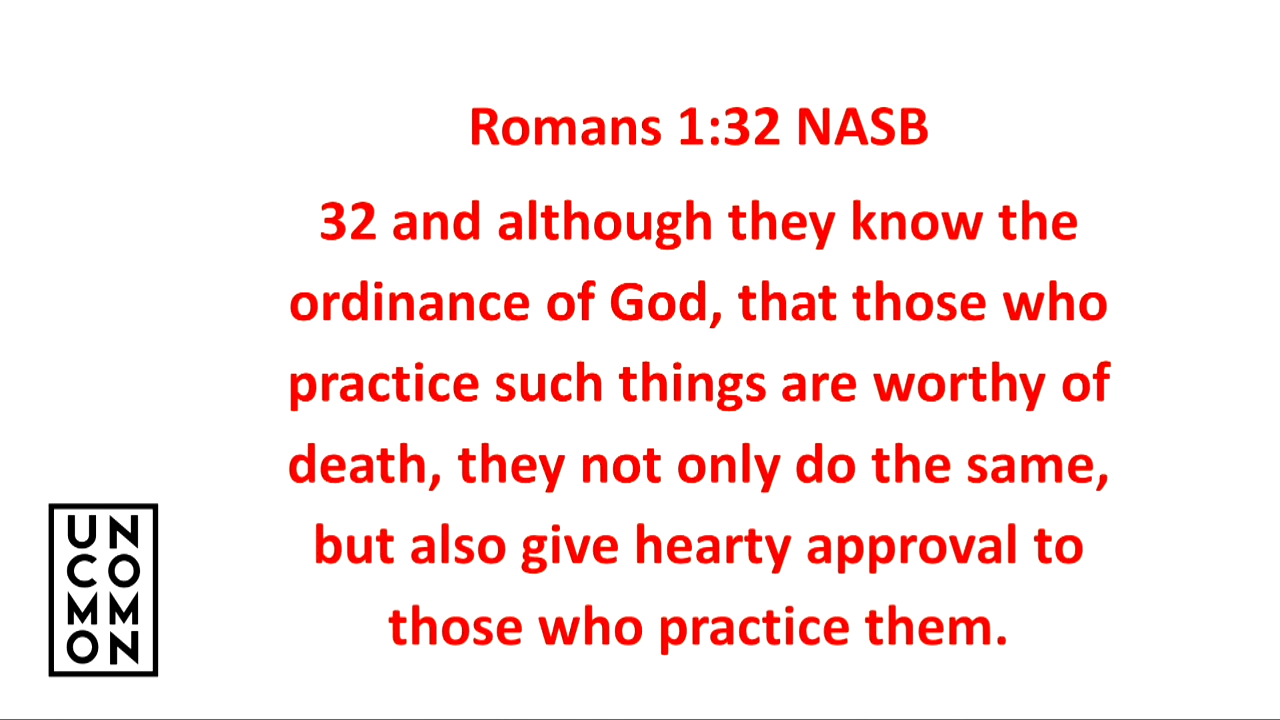 Romans 1:32 NASB
32 and although they know the
ordinance of God, that those who
practice such things are worthy of
death, they not only do the same,
but also give hearty approval to
those who practice them.
UN
CO
MM
ON